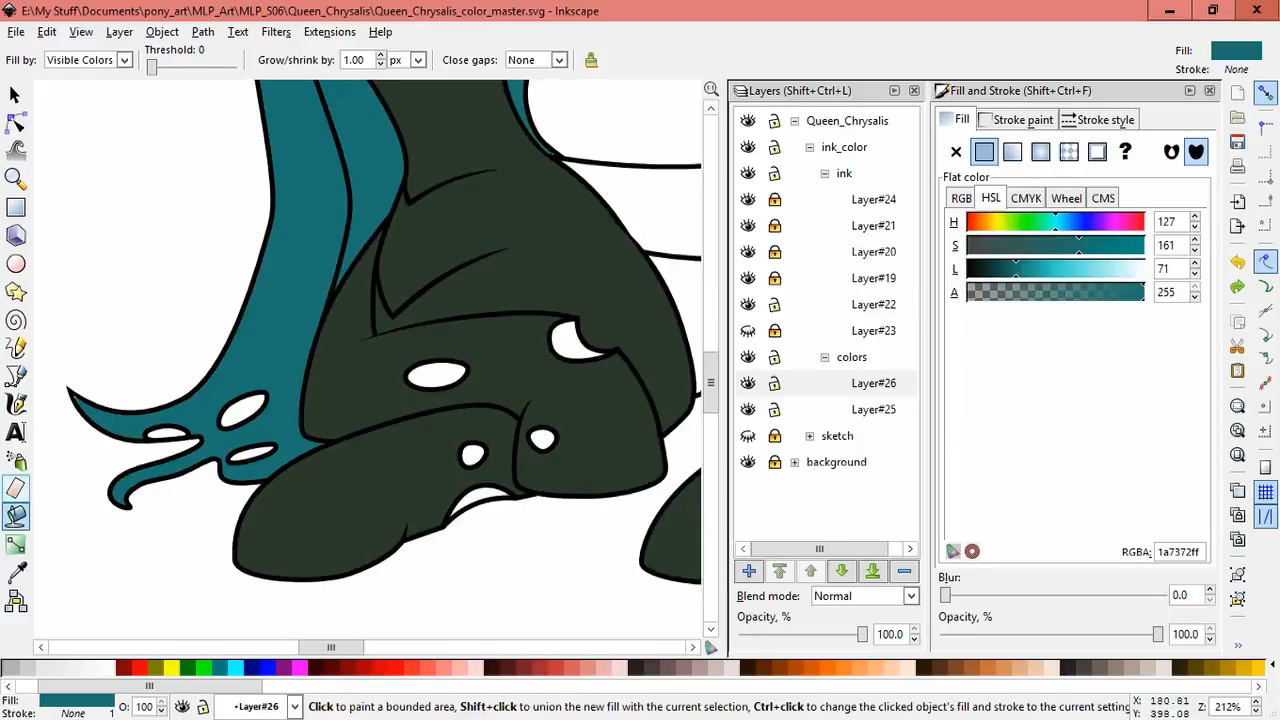 E:\My Stuff\Documents\pony_art\MLP_Art\MLP_S06\Queen_Chrysalis\Queen_Chrysalis_color_master.svg - Inkscape
File Edit View Layer Object Path Text Filters Extensions Help
Fill by: Visible Colors Threshold: 0 Grow/shrink by: 1.00 px Close gaps: None
Fill:
Stroke: None
Layers (Shift+Ctrl+L)
Queen_Chrysalis
ink_color
ink
Layer#24
Layer#21
Layer#20
Layer#19
Layer#22
Layer#23
colors
Layer#26
Layer#25
sketch
background
Blend mode: Normal
Opacity, %
100.0
Fill and Stroke (Shift+Ctrl+F)
Fill Stroke paint Stroke style
?
Flat color
RGB HSL CMYK Wheel CMS
H 127
S 161
L 71
A 255
RGBA: 1a7372ff
Blur:
0.0
Opacity, %
100.0
Fill:
Stroke: None 1
O: 100
•Layer#26
Click to paint a bounded area, Shift+click to union the new fill with the current selection, Ctrl+click to change the clicked object's fill and stroke to the current setting
X: 180.81
Y: 398.08
Z: 212%